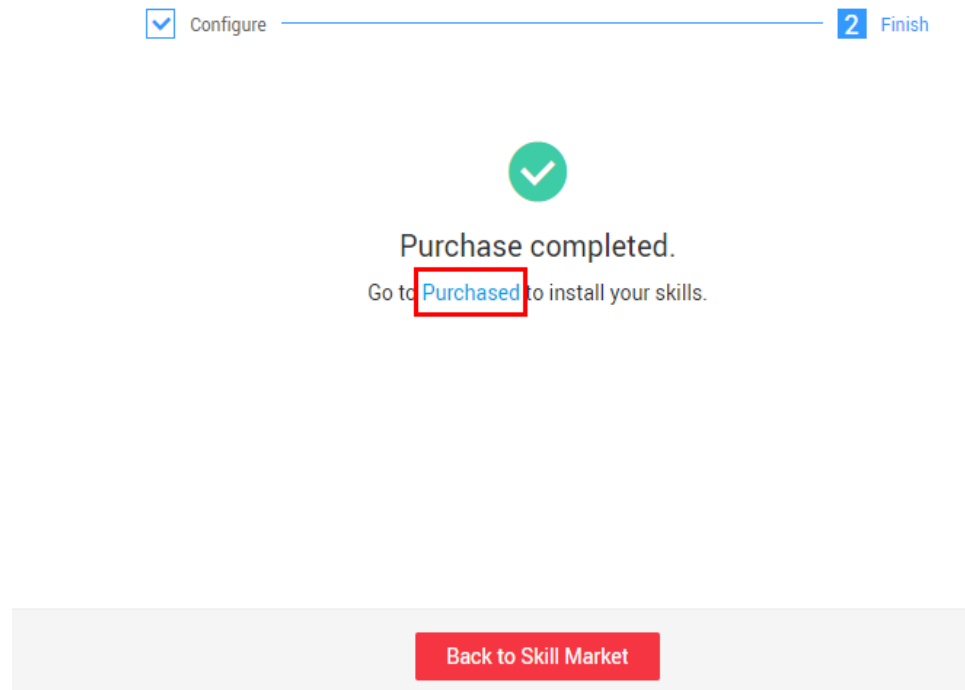 Configure 2 Finish
Purchase completed.
Go to Purchased to install your skills.
Back to Skill Market